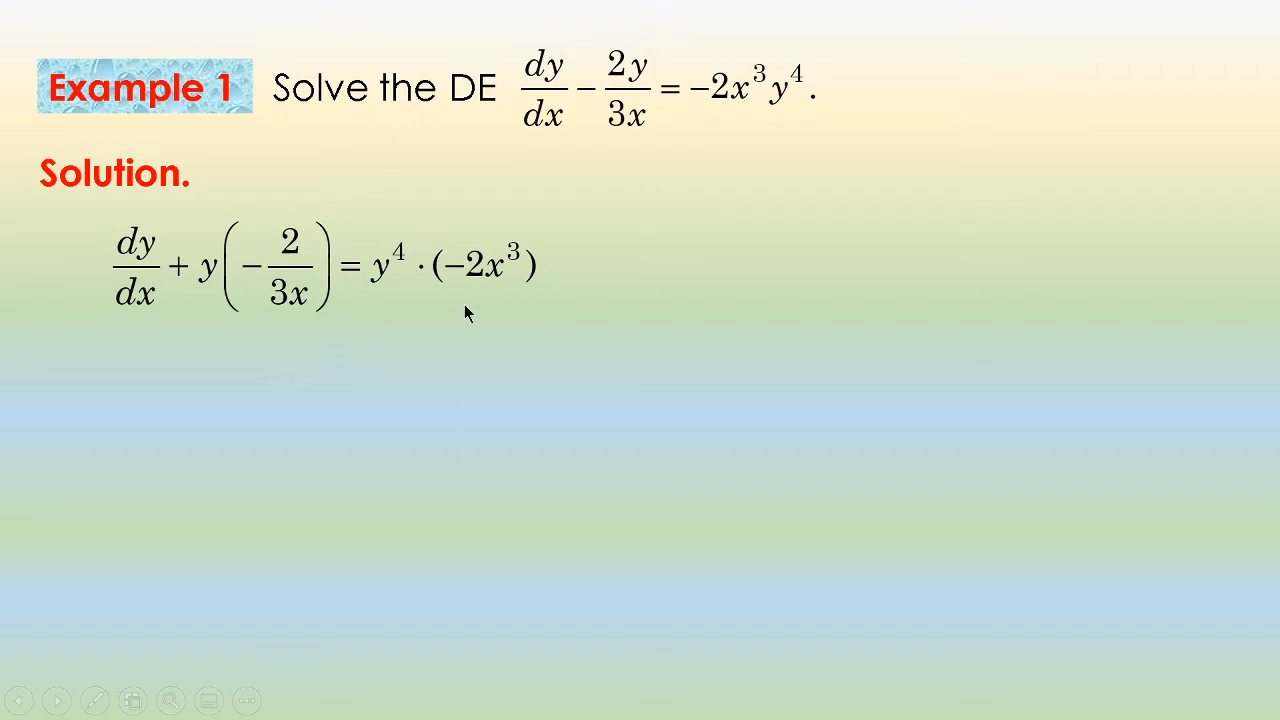 Example 1 Solve the DE dy/dx − 2y/3x = −2x³y⁴.
Solution.
dy/dx + y(− 2/3x) = y⁴ · (−2x³)